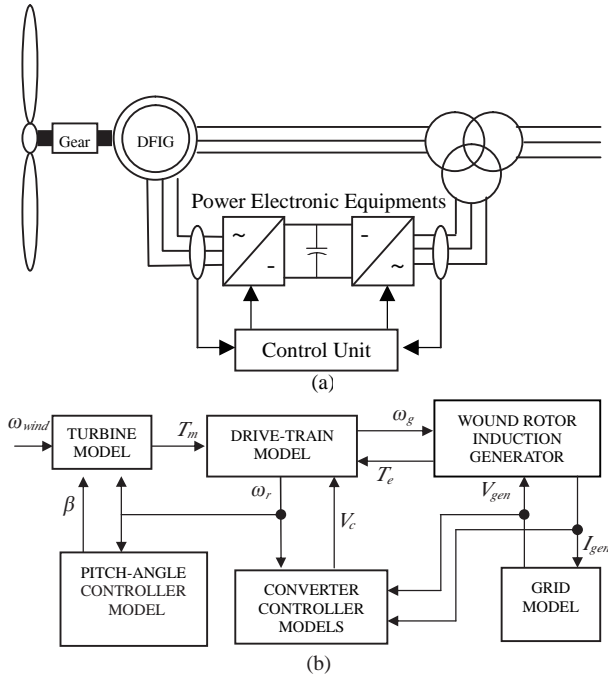 Gear
DFIG
Power Electronic Equipments
~
-
-
~
Control Unit
(a)
ω_wind
TURBINE
MODEL
T_m
DRIVE-TRAIN
MODEL
ω_g
WOUND ROTOR
INDUCTION
GENERATOR
T_e
β
ω_r
V_c
V_gen
I_gen
PITCH-ANGLE
CONTROLLER
MODEL
CONVERTER
CONTROLLER
MODELS
GRID
MODEL
(b)